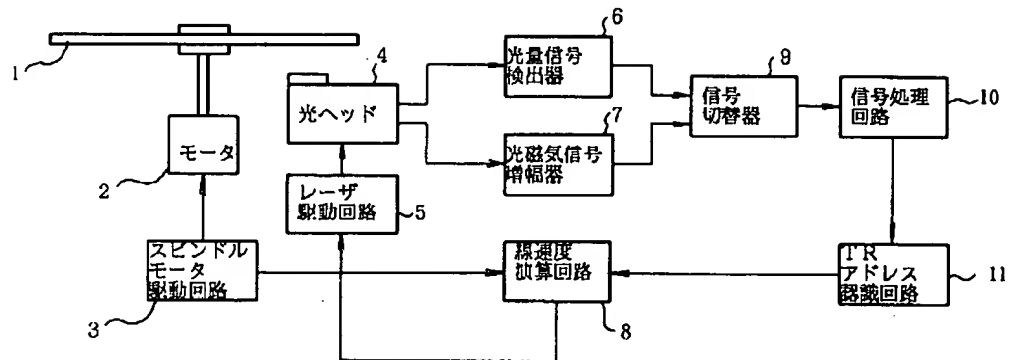 1
モータ
2
スピンドル
モータ
駆動回路
3
4
光ヘッド
レーザ
駆動回路
5
6
光量信号
検出器
7
光磁気信号
増幅器
線速度
演算回路
8
9
信号
切替器
信号処理
回路
10
TR
アドレス
認識回路
11